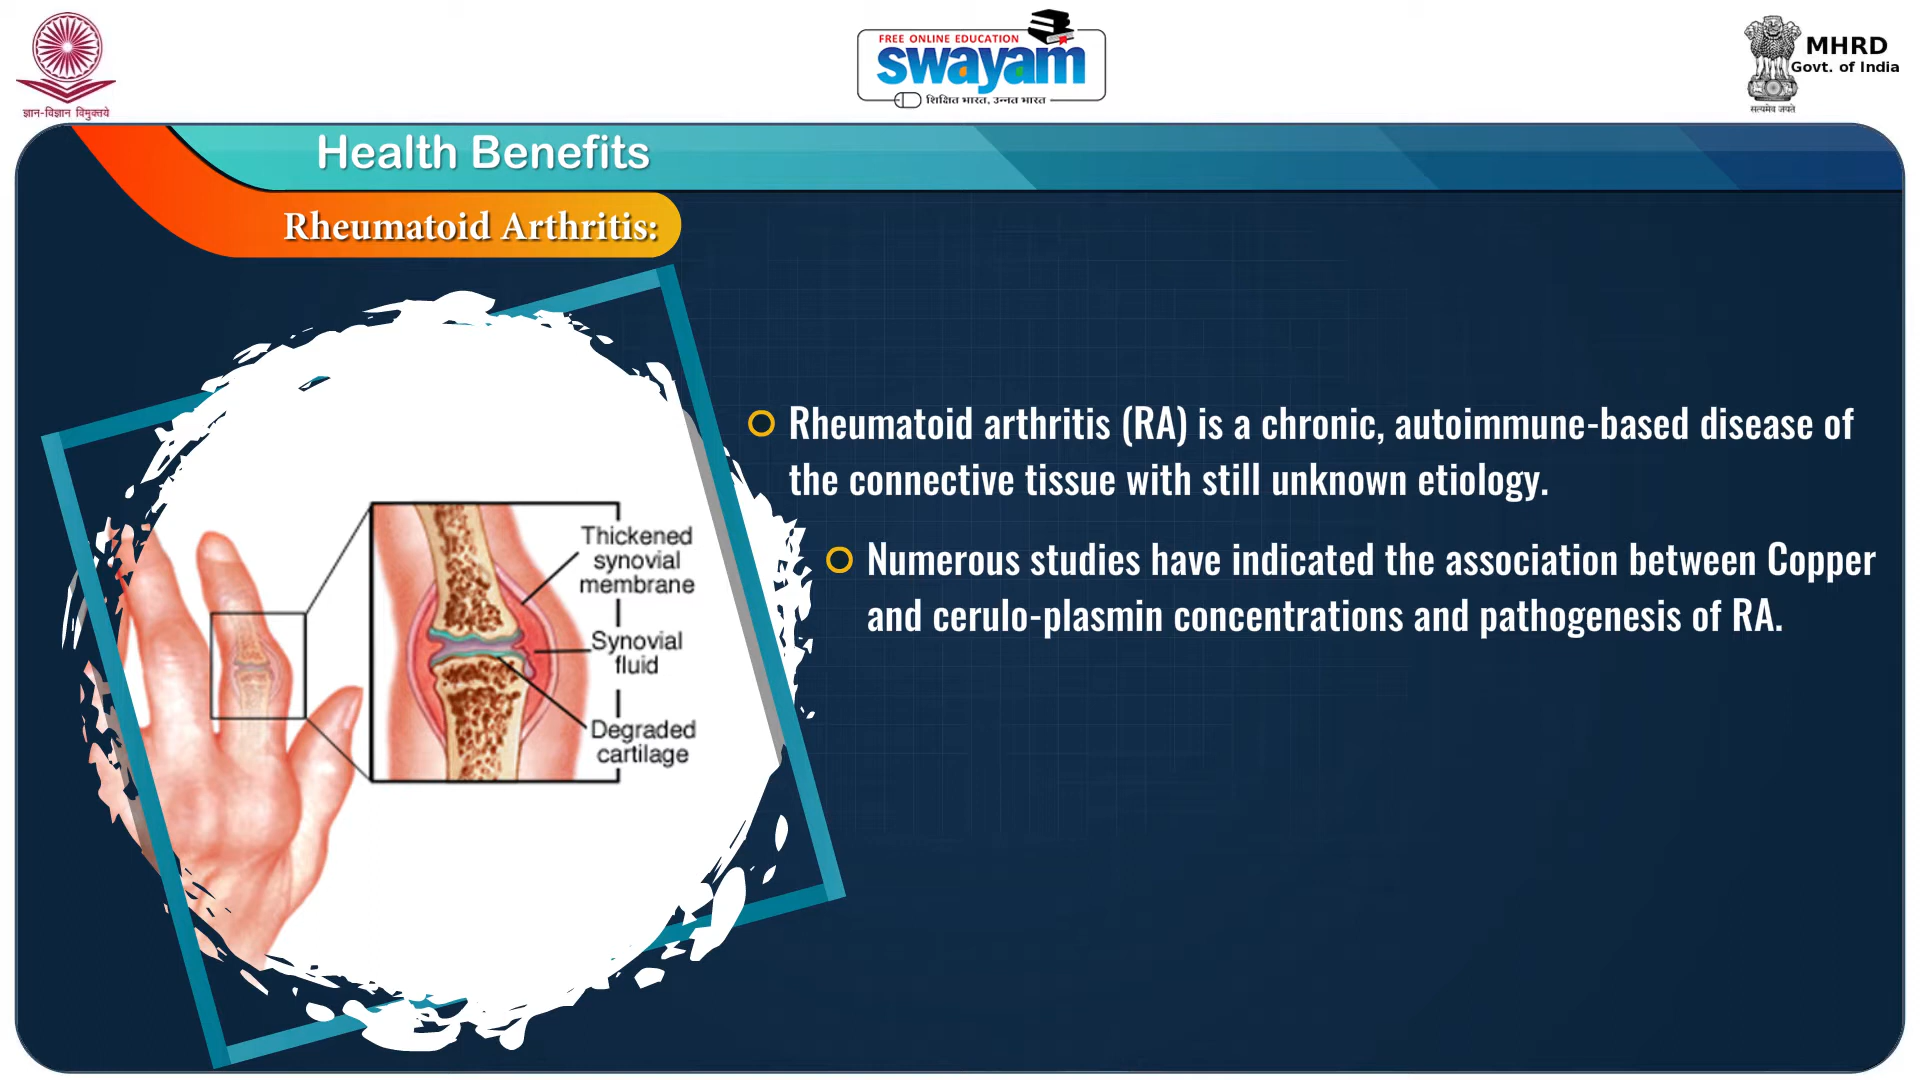 ज्ञान-विज्ञान विमुक्तये
FREE ONLINE EDUCATION
swayam
शिक्षित भारत, उन्नत भारत
MHRD
Govt. of India
सत्यमेव जयते
Health Benefits
Rheumatoid Arthritis:
Rheumatoid arthritis (RA) is a chronic, autoimmune-based disease of
the connective tissue with still unknown etiology.
Numerous studies have indicated the association between Copper
and cerulo-plasmin concentrations and pathogenesis of RA.
Thickened
synovial
membrane
Synovial
fluid
Degraded
cartilage